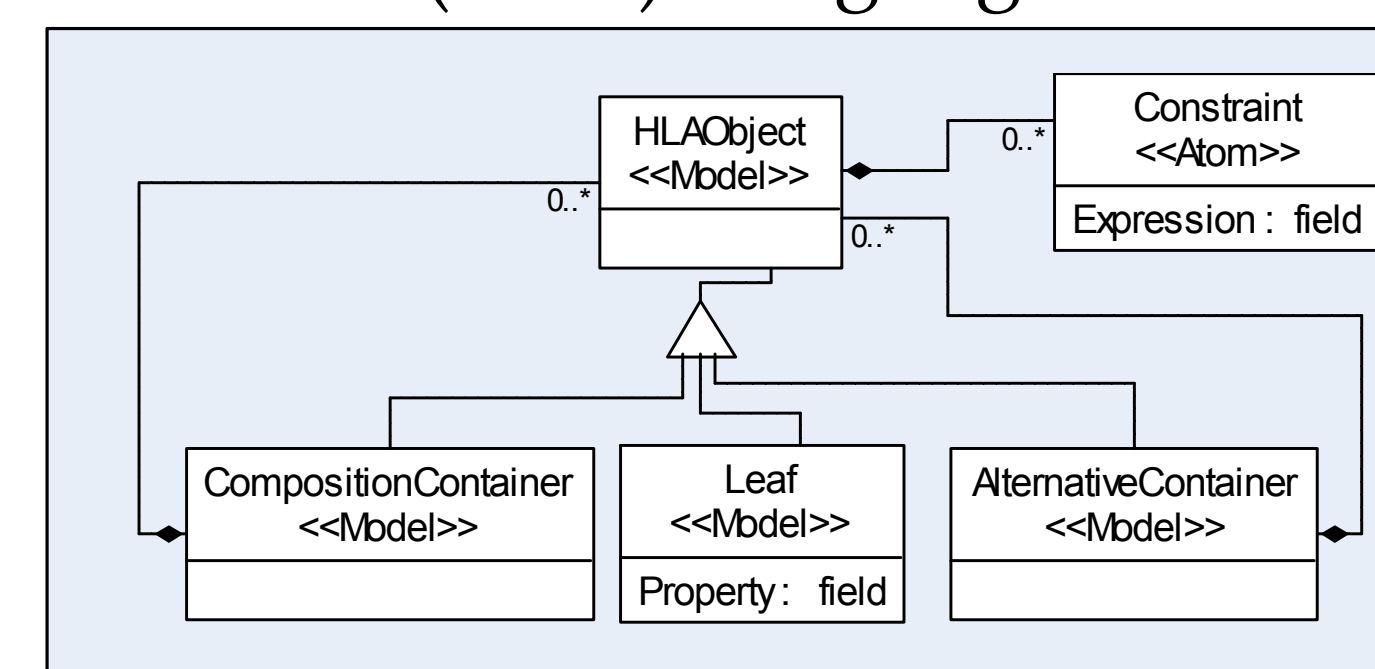 HLAObject
<<Model>>
0..*
0..*
0..*
Constraint
<<Atom>>
Expression : field
CompositionContainer
<<Model>>
Leaf
<<Model>>
Property : field
AlternativeContainer
<<Model>>